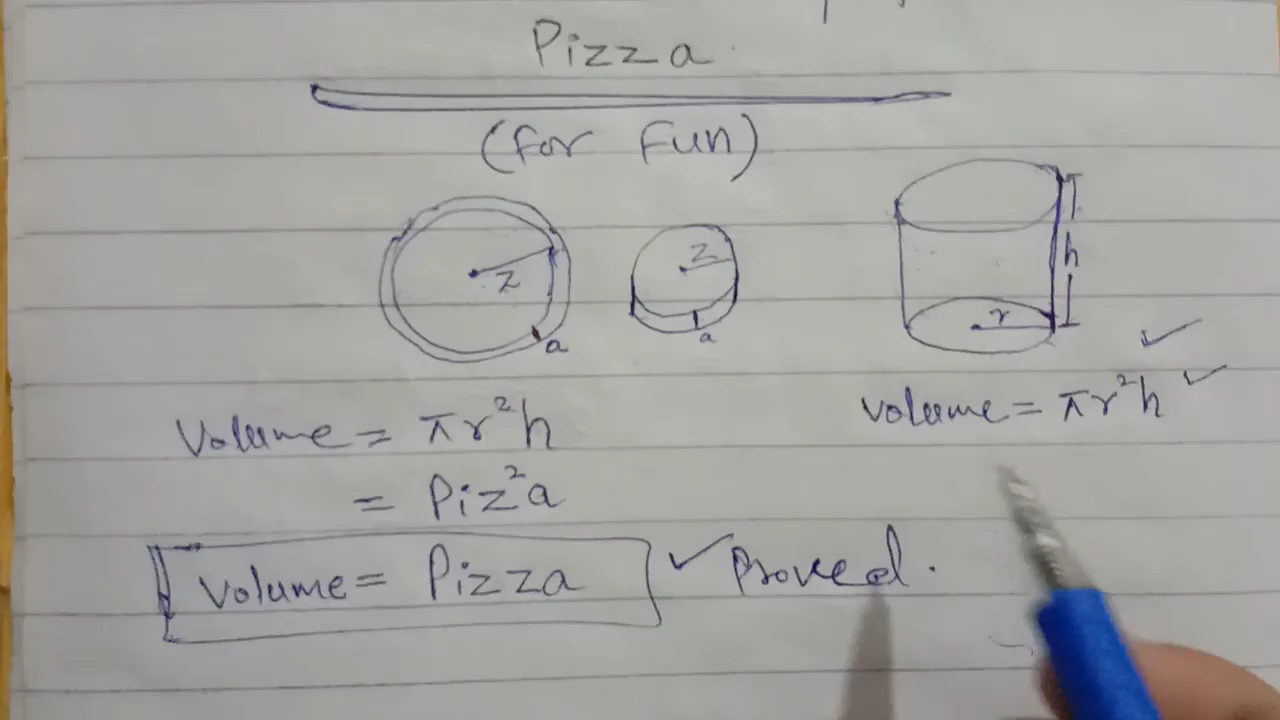 Pizza
(For Fun)
z
a
z
a
h
r
Volume = πr²h
= Piz²a
Volume = Pizza
Proved.
Volume = πr²h